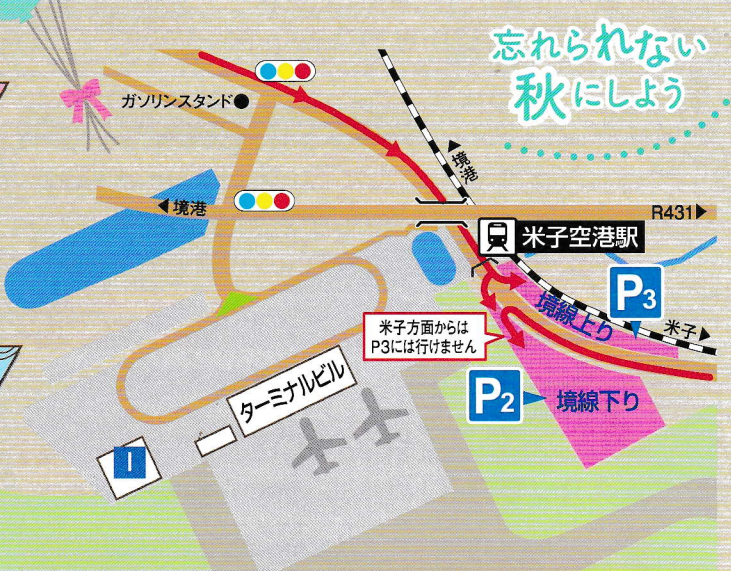 忘れられない
秋にしよう
ガソリンスタンド
境港
境港
R431
米子空港駅
P3
境線上り
米子
米子方面からは
P3には行けません
P2
境線下り
ターミナルビル
I